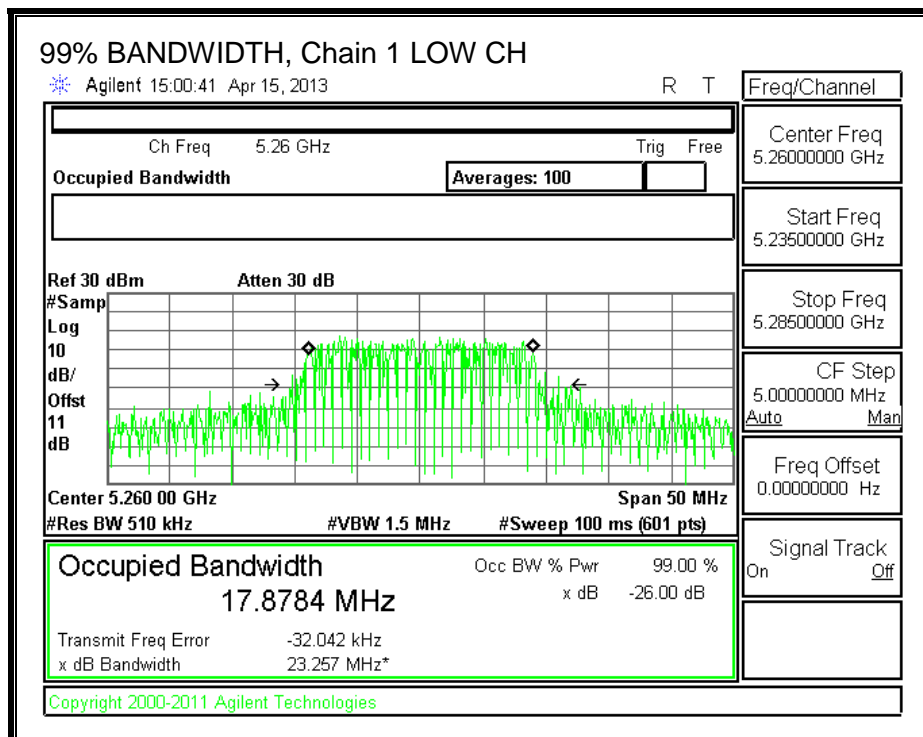 99% BANDWIDTH, Chain 1 LOW CH
Agilent 15:00:41 Apr 15, 2013 R T
Freq/Channel
Ch Freq 5.26 GHz Trig Free
Occupied Bandwidth Averages: 100
Center Freq
5.26000000 GHz
Start Freq
5.23500000 GHz
Stop Freq
5.28500000 GHz
CF Step
5.00000000 MHz
Auto Man
Freq Offset
0.00000000 Hz
Signal Track
On Off
Ref 30 dBm Atten 30 dB
#Samp
Log
10
dB/
Offst
11
dB
Center 5.260 00 GHz Span 50 MHz
#Res BW 510 kHz #VBW 1.5 MHz #Sweep 100 ms (601 pts)
Occupied Bandwidth Occ BW % Pwr 99.00 %
17.8784 MHz x dB -26.00 dB
Transmit Freq Error -32.042 kHz
x dB Bandwidth 23.257 MHz*
Copyright 2000-2011 Agilent Technologies